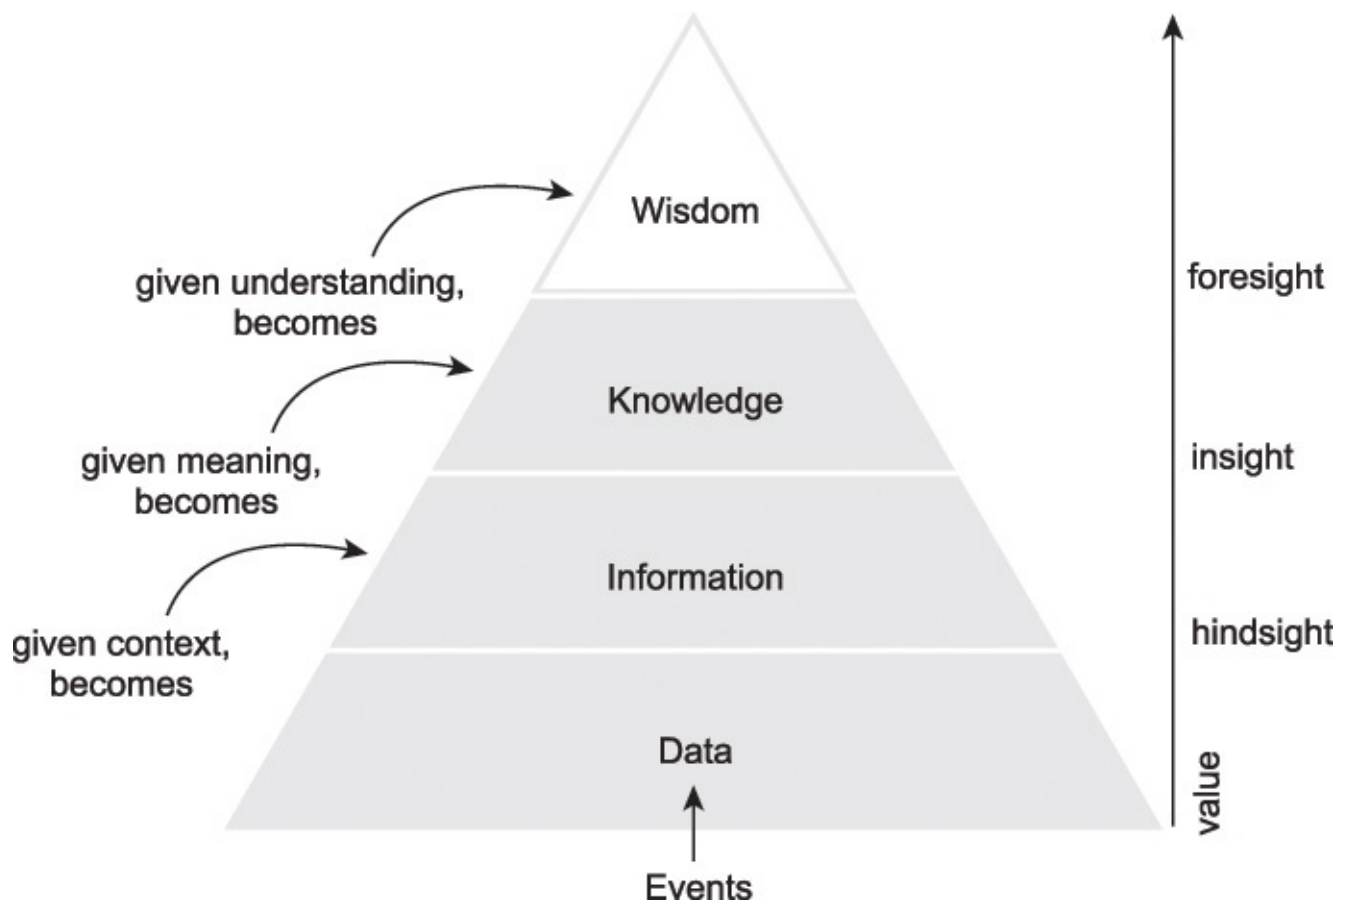 Wisdom
given understanding,
becomes
foresight
Knowledge
given meaning,
becomes
insight
Information
given context,
becomes
hindsight
Data
value
Events